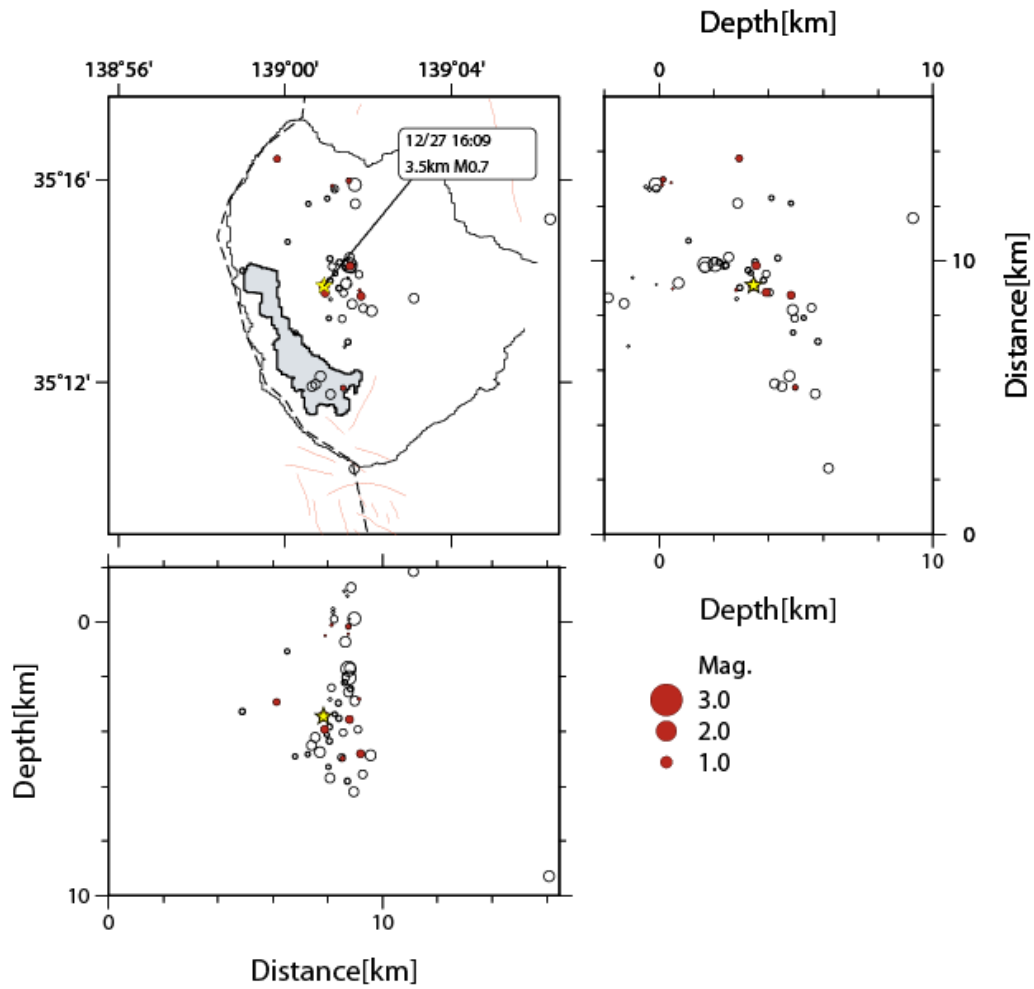 Depth[km]
138°56'
139°00'
139°04'
0
10
12/27 16:09
3.5km M0.7
35°16'
35°12'
10
0
Distance[km]
0
10
Depth[km]
0
10
Depth[km]
0
10
Distance[km]
Mag.
3.0
2.0
1.0